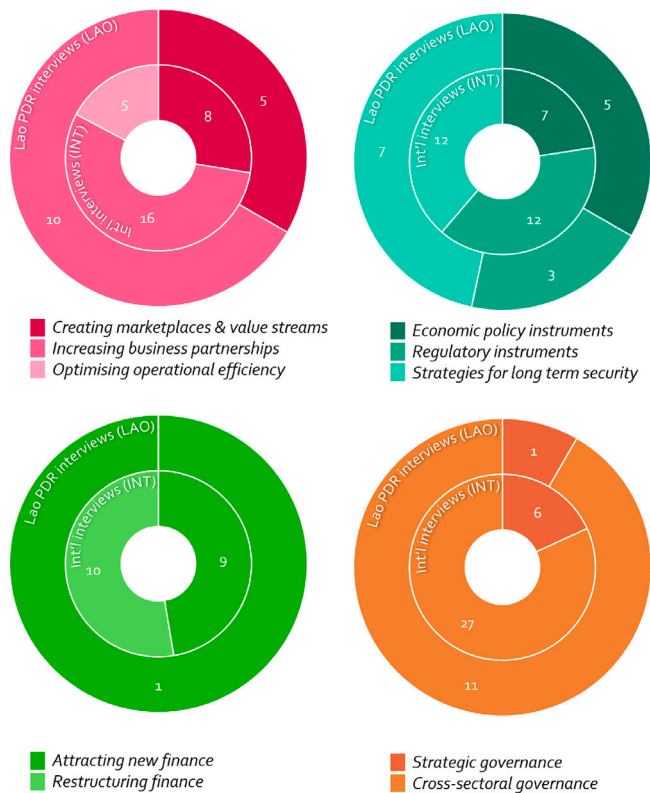 Lao PDR interviews (LAO)
Int'l interviews (INT)
5
8
5
16
10
Creating marketplaces & value streams
Increasing business partnerships
Optimising operational efficiency
Lao PDR interviews (LAO)
Int'l interviews (INT)
5
7
12
7
12
3
Economic policy instruments
Regulatory instruments
Strategies for long term security
Lao PDR interviews (LAO)
Int'l interviews (INT)
9
10
1
Attracting new finance
Restructuring finance
Lao PDR interviews (LAO)
Int'l interviews (INT)
1
6
27
11
Strategic governance
Cross-sectoral governance